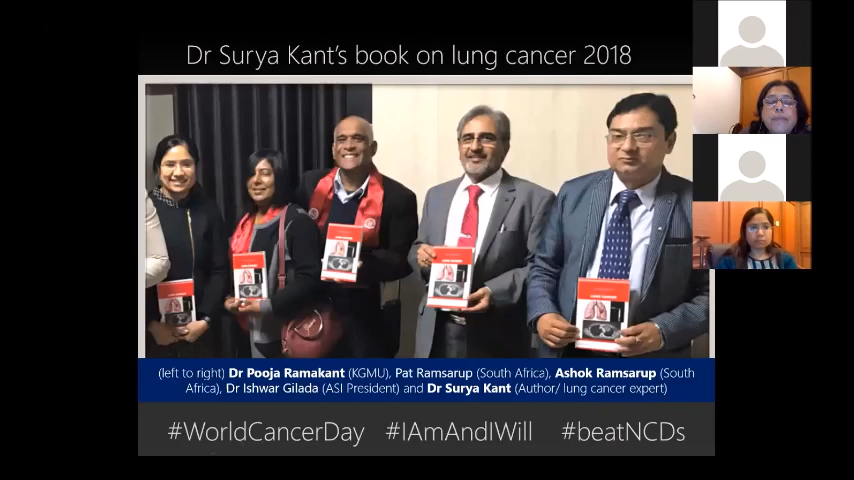 Dr Surya Kant's book on lung cancer 2018
(left to right) Dr Pooja Ramakant (KGMU), Pat Ramsarup (South Africa), Ashok Ramsarup (South
Africa), Dr Ishwar Gilada (ASI President) and Dr Surya Kant (Author/ lung cancer expert)
#WorldCancerDay #IAmAndIWill #beatNCDs